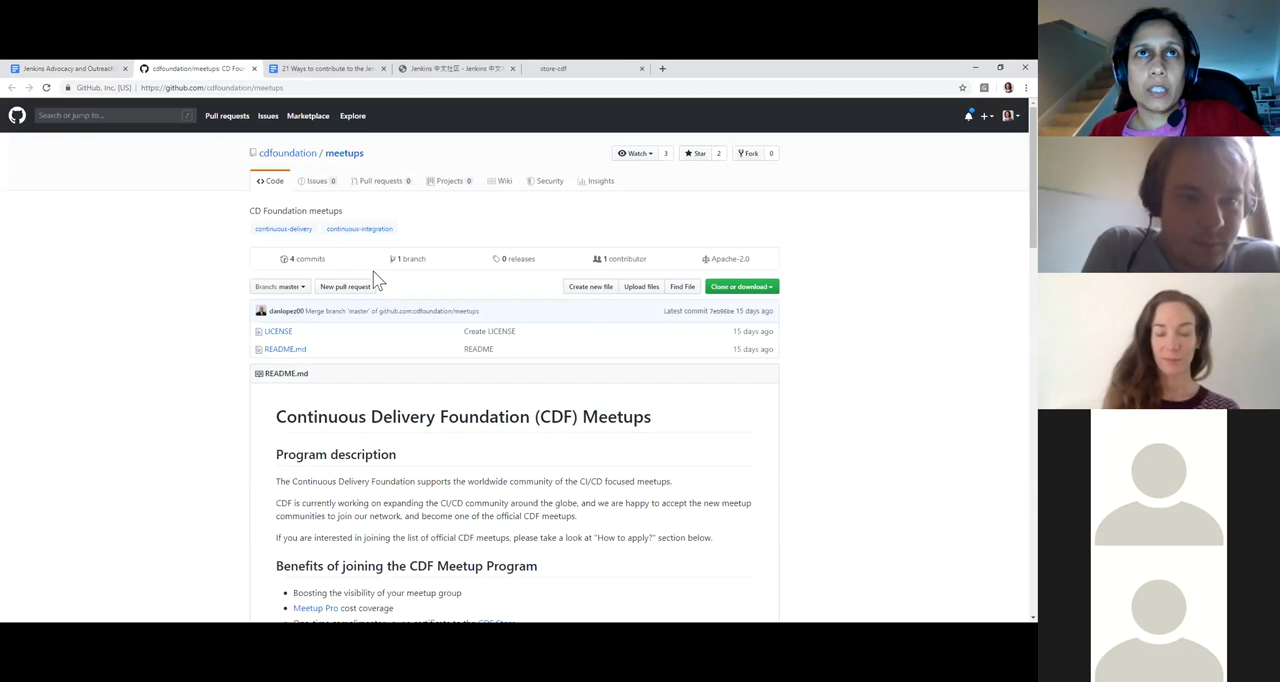 Jenkins Advocacy and Outreach
cdfoundation/meetups: CD Foun
21 Ways to contribute to the Jen
Jenkins 中文社区 - Jenkins 中文
store-cdf
GitHub, Inc. [US]
https://github.com/cdfoundation/meetups
Search or jump to...
/
Pull requests
Issues
Marketplace
Explore
cdfoundation / meetups
Watch
3
Star
2
Fork
0
Code
Issues 0
Pull requests 0
Projects 0
Wiki
Security
Insights
CD Foundation meetups
continuous-delivery
continuous-integration
4 commits
1 branch
0 releases
1 contributor
Apache-2.0
Branch: master
New pull request
Create new file
Upload files
Find File
Clone or download
danlopez00 Merge branch 'master' of github.com:cdfoundation/meetups
Latest commit 7eb96be 15 days ago
LICENSE
Create LICENSE
15 days ago
README.md
README
15 days ago
README.md
Continuous Delivery Foundation (CDF) Meetups
Program description
The Continuous Delivery Foundation supports the worldwide community of the CI/CD focused meetups.
CDF is currently working on expanding the CI/CD community around the globe, and we are happy to accept the new meetup
communities to join our network, and become one of the official CDF meetups.
If you are interested in joining the list of official CDF meetups, please take a look at "How to apply?" section below.
Benefits of joining the CDF Meetup Program
Boosting the visibility of your meetup group
Meetup Pro cost coverage